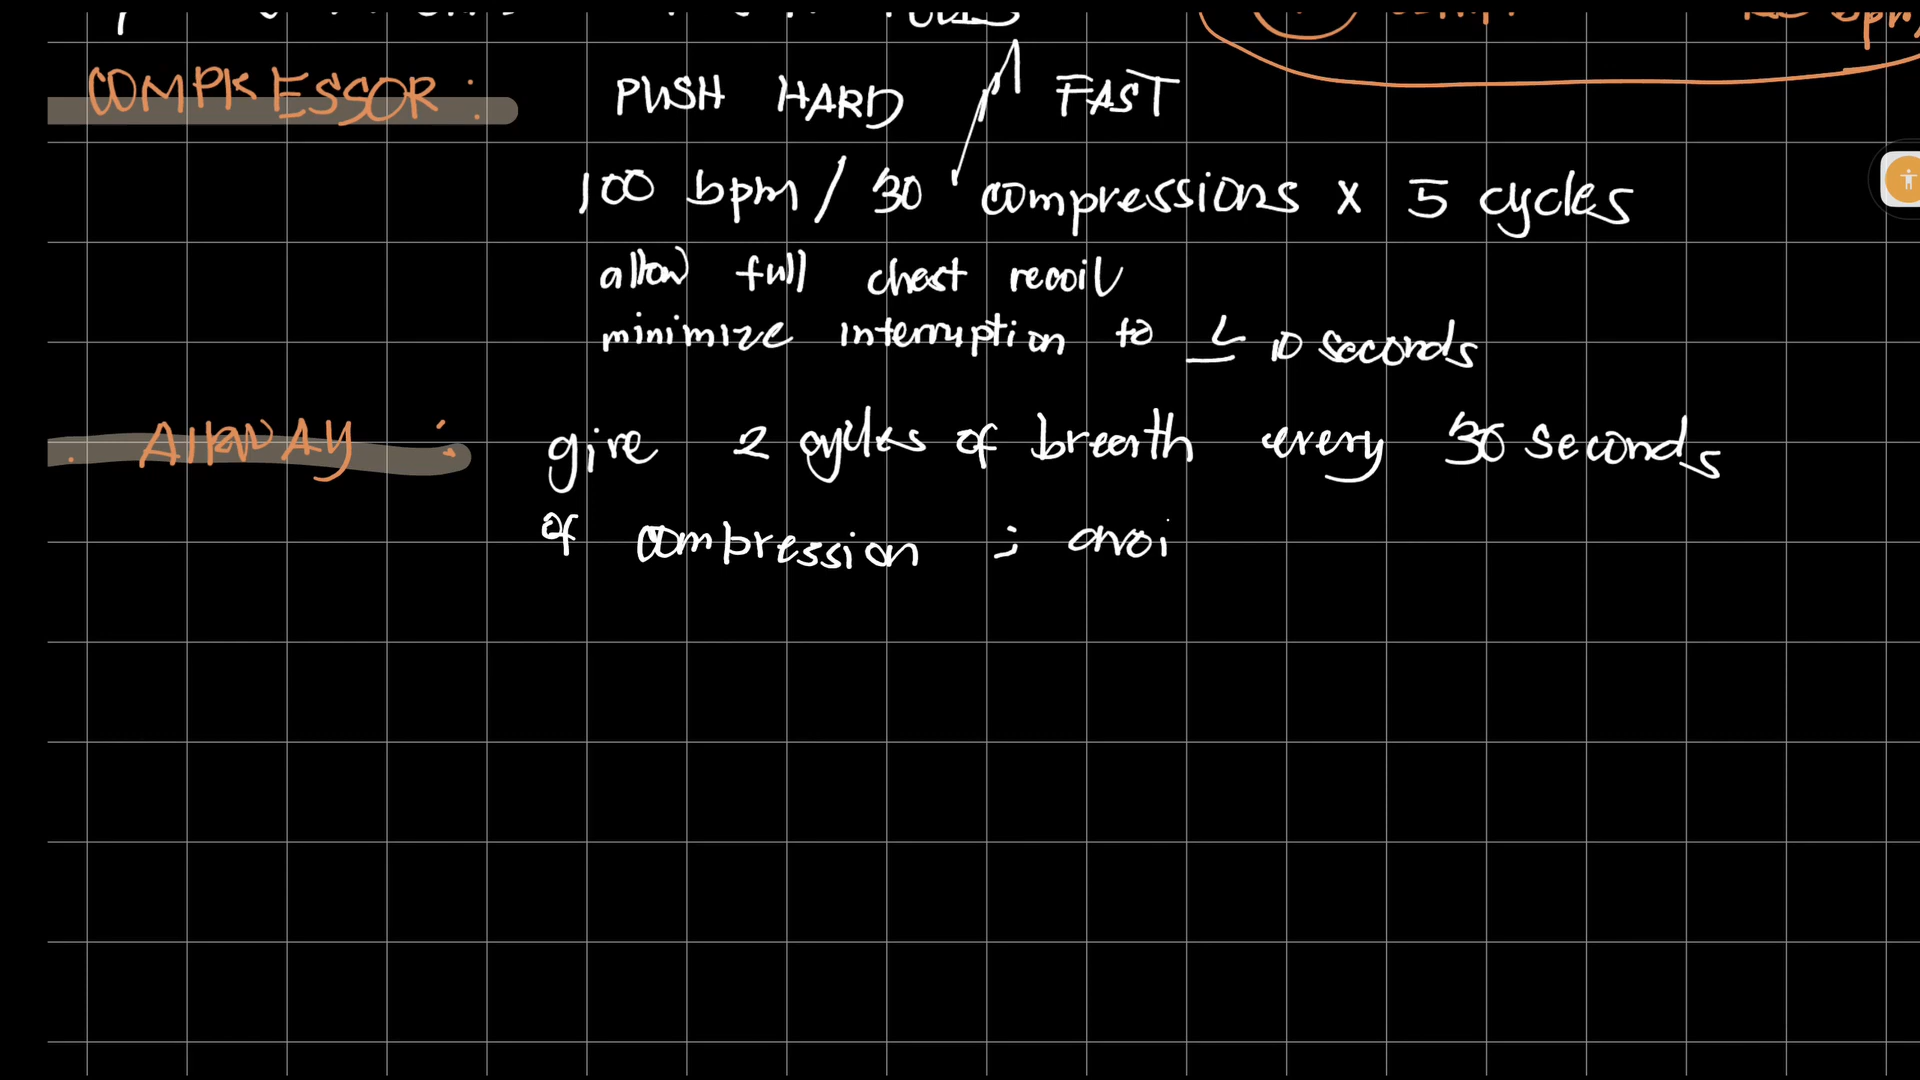 COMPRESSOR : PUSH HARD n FAST
100 bpm / 30 compressions x 5 cycles
allow full chest recoil
minimize interruption to ≤ 10 seconds
AIRWAY : give 2 cycles of breath every 30 seconds
of compression ; avoi